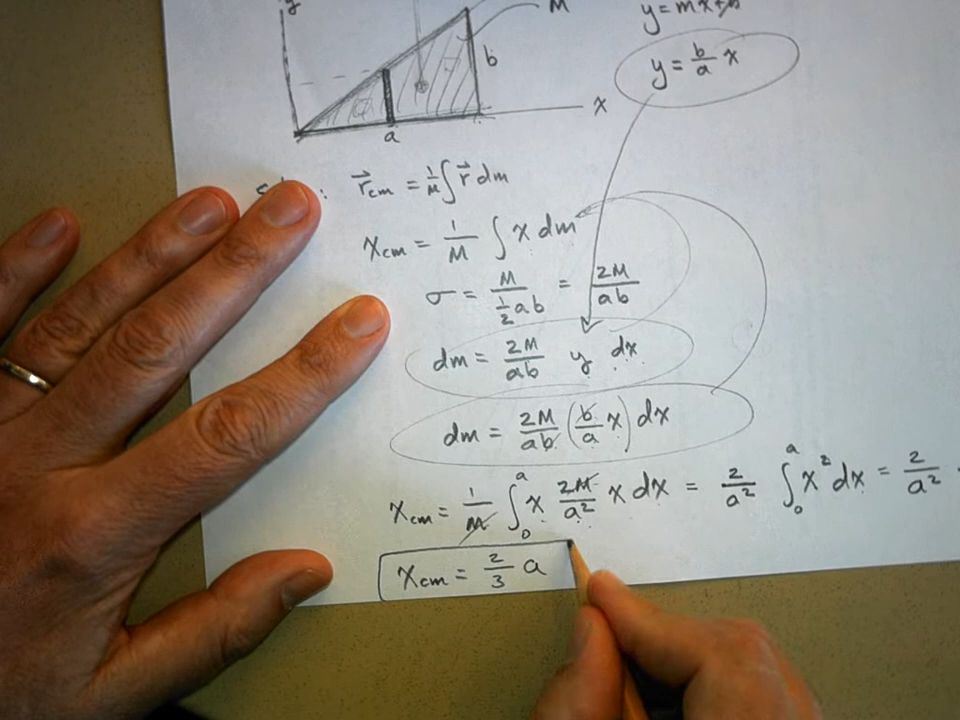 y
M
b
x
a
y = mx+b
y = b/a x
r⃗cm = 1/M ∫ r⃗ dm
xcm = 1/M ∫ x dm
σ = M / ½ab = 2M/ab
dm = 2M/ab y dx
dm = 2M/ab (b/a x) dx
xcm = 1/M ∫₀ᵃ x 2M/a² x dx = 2/a² ∫₀ᵃ x² dx = 2/a²
xcm = 2/3 a